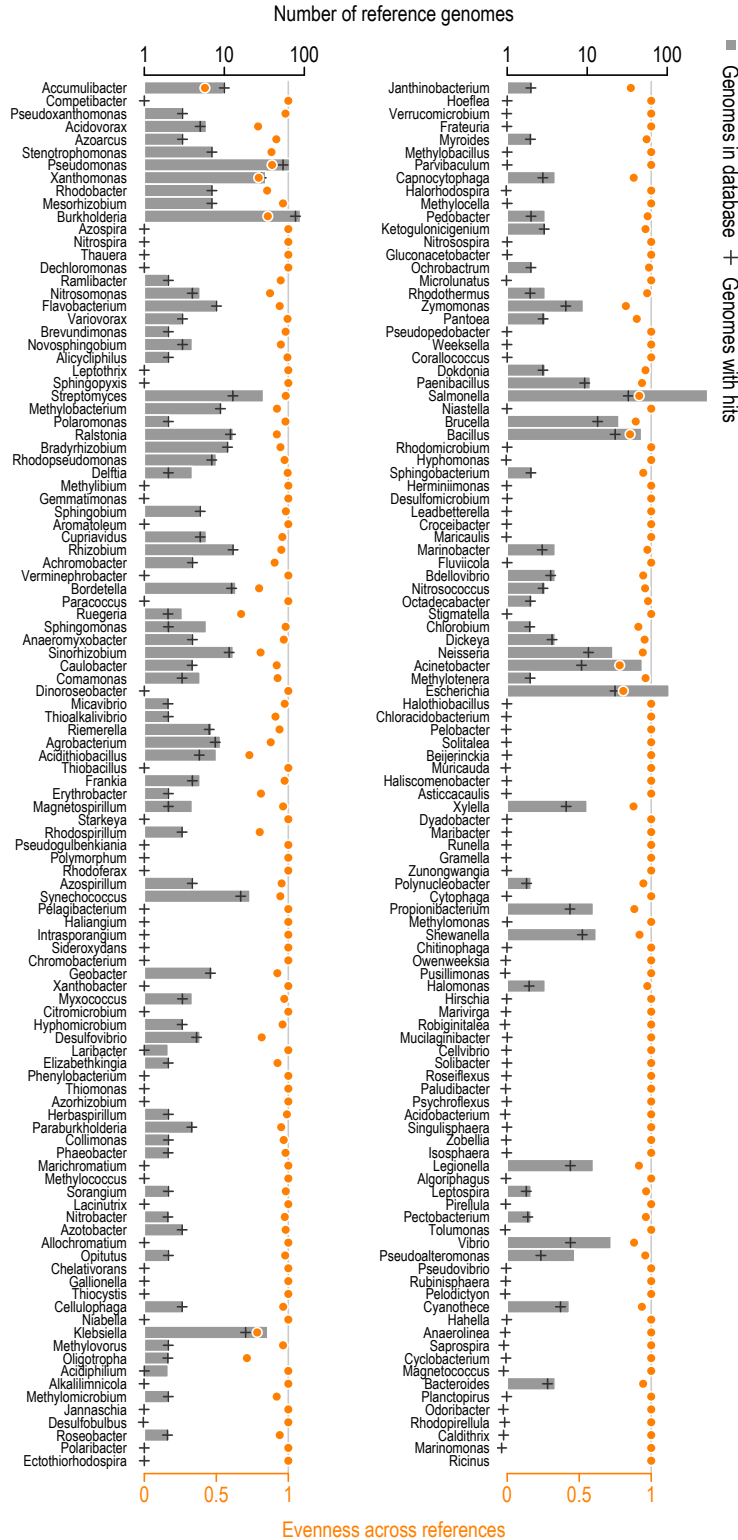 Number of reference genomes
1 10 100
1 10 100
Genomes in database + Genomes with hits
Accumulibacter
Competibacter
Pseudoxanthomonas
Acidovorax
Azoarcus
Stenotrophomonas
Pseudomonas
Xanthomonas
Rhodobacter
Mesorhizobium
Burkholderia
Azospira
Nitrospira
Thauera
Dechloromonas
Ramlibacter
Nitrosomonas
Flavobacterium
Variovorax
Brevundimonas
Novosphingobium
Alicycliphilus
Leptothrix
Sphingopyxis
Streptomyces
Methylobacterium
Polaromonas
Ralstonia
Bradyrhizobium
Rhodopseudomonas
Delftia
Methylibium
Gemmatimonas
Sphingobium
Aromatoleum
Cupriavidus
Rhizobium
Achromobacter
Verminephrobacter
Bordetella
Paracoccus
Ruegeria
Sphingomonas
Anaeromyxobacter
Sinorhizobium
Caulobacter
Comamonas
Dinoroseobacter
Micavibrio
Thioalkalivibrio
Riemerella
Agrobacterium
Acidithiobacillus
Thiobacillus
Frankia
Erythrobacter
Magnetospirillum
Starkeya
Rhodospirillum
Pseudogulbenkiania
Polymorphum
Rhodoferax
Azospirillum
Synechococcus
Pelagibacterium
Haliangium
Intrasporangium
Sideroxydans
Chromobacterium
Geobacter
Xanthobacter
Myxococcus
Citromicrobium
Hyphomicrobium
Desulfovibrio
Laribacter
Elizabethkingia
Phenylobacterium
Thiomonas
Azorhizobium
Herbaspirillum
Paraburkholderia
Collimonas
Phaeobacter
Marichromatium
Methylococcus
Sorangium
Lacinutrix
Nitrobacter
Azotobacter
Allochromatium
Opitutus
Chelativorans
Gallionella
Thiocystis
Cellulophaga
Niabella
Klebsiella
Methylovorus
Oligotropha
Acidiphilium
Alkalilimnicola
Methylomicrobium
Jannaschia
Desulfobulbus
Roseobacter
Polaribacter
Ectothiorhodospira
Janthinobacterium
Hoeflea
Verrucomicrobium
Frateuria
Myroides
Methylobacillus
Parvibaculum
Capnocytophaga
Halorhodospira
Methylocella
Pedobacter
Ketogulonicigenium
Nitrosospira
Gluconacetobacter
Ochrobactrum
Microlunatus
Rhodothermus
Zymomonas
Pantoea
Pseudopedobacter
Weeksella
Corallococcus
Dokdonia
Paenibacillus
Salmonella
Niastella
Brucella
Bacillus
Rhodomicrobium
Hyphomonas
Sphingobacterium
Herminiimonas
Desulfomicrobium
Leadbetterella
Croceibacter
Maricaulis
Marinobacter
Fluviicola
Bdellovibrio
Nitrosococcus
Octadecabacter
Stigmatella
Chlorobium
Dickeya
Neisseria
Acinetobacter
Methylotenera
Escherichia
Halothiobacillus
Chloracidobacterium
Pelobacter
Solitalea
Beijerinckia
Muricauda
Haliscomenobacter
Asticcacaulis
Xylella
Dyadobacter
Maribacter
Runella
Gramella
Zunongwangia
Polynucleobacter
Cytophaga
Propionibacterium
Methylomonas
Shewanella
Chitinophaga
Owenweeksia
Pusillimonas
Halomonas
Hirschia
Marivirga
Robiginitalea
Mucilaginibacter
Cellvibrio
Solibacter
Roseiflexus
Paludibacter
Psychroflexus
Acidobacterium
Singulisphaera
Zobellia
Isosphaera
Legionella
Algoriphagus
Leptospira
Pirellula
Pectobacterium
Tolumonas
Vibrio
Pseudoalteromonas
Pseudovibrio
Rubinisphaera
Pelodictyon
Cyanothece
Hahella
Anaerolinea
Saprospira
Cyclobacterium
Magnetococcus
Bacteroides
Planctopirus
Odoribacter
Rhodopirellula
Caldithrix
Marinomonas
Ricinus
0 0.5 1
0 0.5 1
Evenness across references